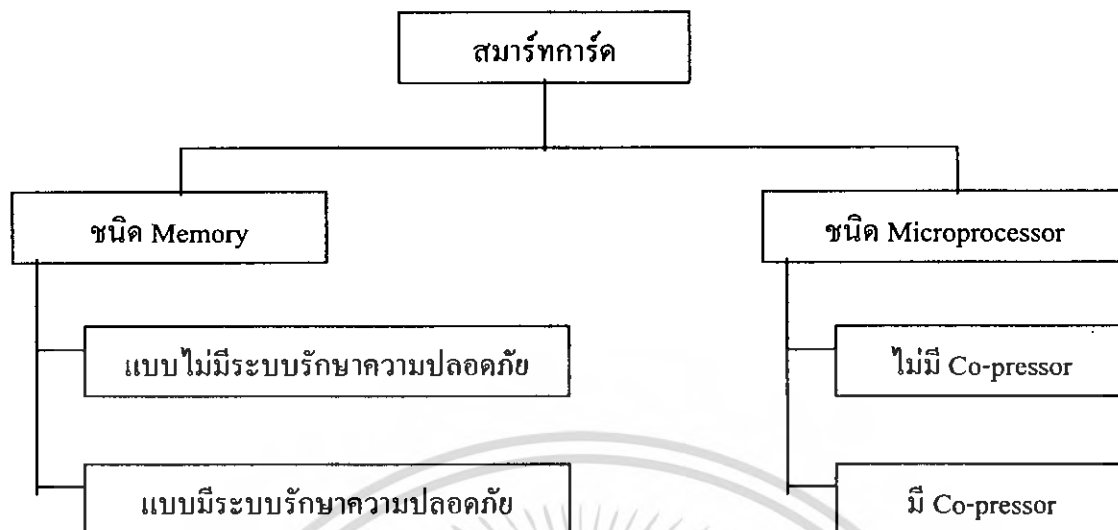 สมาร์ทการ์ด
ชนิด Memory
ชนิด Microprocessor
แบบไม่มีระบบรักษาความปลอดภัย
ไม่มี Co-pressor
แบบมีระบบรักษาความปลอดภัย
มี Co-pressor